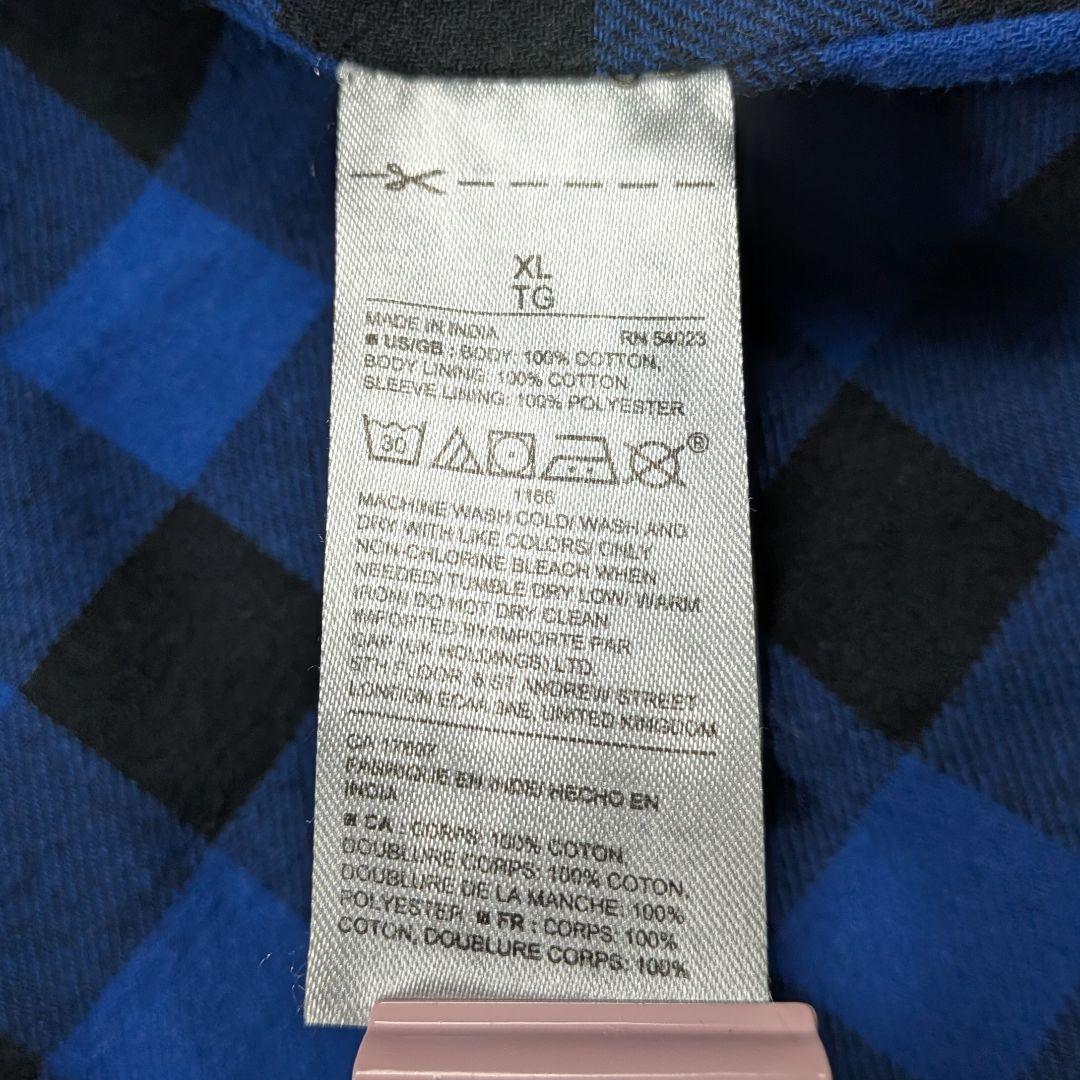 XL
TG
MADE IN INDIA RN 54023
US/GB : BODY: 100% COTTON,
BODY LINING: 100% COTTON,
SLEEVE LINING: 100% POLYESTER
30
®
1166
MACHINE WASH COLD/ WASH AND
DRY WITH LIKE COLORS/ ONLY
NON-CHLORINE BLEACH WHEN
NEEDED/ TUMBLE DRY LOW/ WARM
IRON/ DO NOT DRY CLEAN
IMPORTED BY/IMPORTE PAR
GAP (UK HOLDINGS) LTD.
5TH FLOOR, ST. ANDREW STREET
LONDON UNITED KINGDOM
CA
FABRIQUE EN INDE/ HECHO EN
INDIA
CA : CORPS: 100% COTON,
DOUBLURE CORPS: 100% COTON,
DOUBLURE DE LA MANCHE: 100%
POLYESTER. FR : CORPS: 100%
COTON, DOUBLURE CORPS: 100%